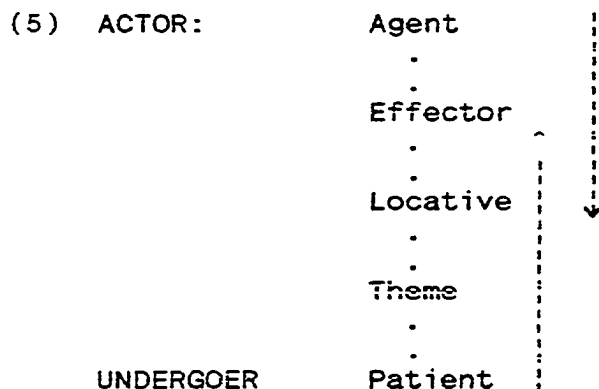 (5) ACTOR: Agent
.
.
Effector
.
.
Locative
.
.
Theme
.
.
UNDERGOER Patient